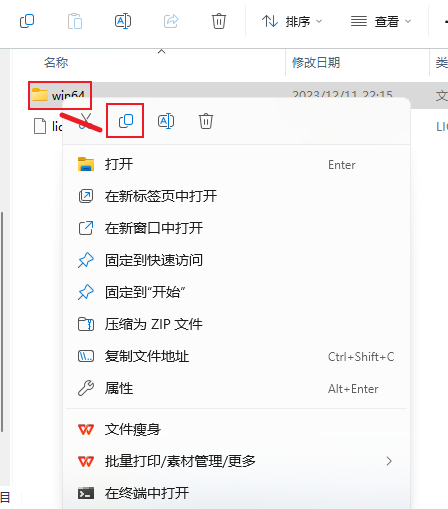 排序 查看
名称 修改日期 类
win64 2023/12/11 22:15 文
lic LIC
打开 Enter
在新标签页中打开
在新窗口中打开
固定到快速访问
固定到“开始”
压缩为 ZIP 文件
复制文件地址 Ctrl+Shift+C
属性 Alt+Enter
文件瘦身
批量打印/素材管理/更多
目 在终端中打开